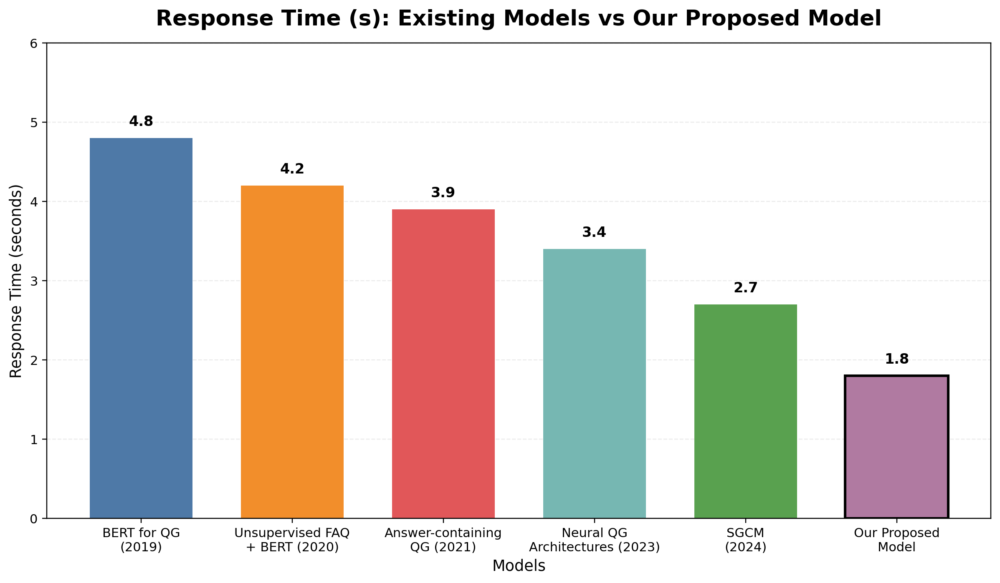 Response Time (s): Existing Models vs Our Proposed Model
Response Time (seconds)
6
5
4
3
2
1
0
4.8
4.2
3.9
3.4
2.7
1.8
BERT for QG
(2019)
Unsupervised FAQ
+ BERT (2020)
Answer-containing
QG (2021)
Neural QG
Architectures (2023)
SGCM
(2024)
Our Proposed
Model
Models